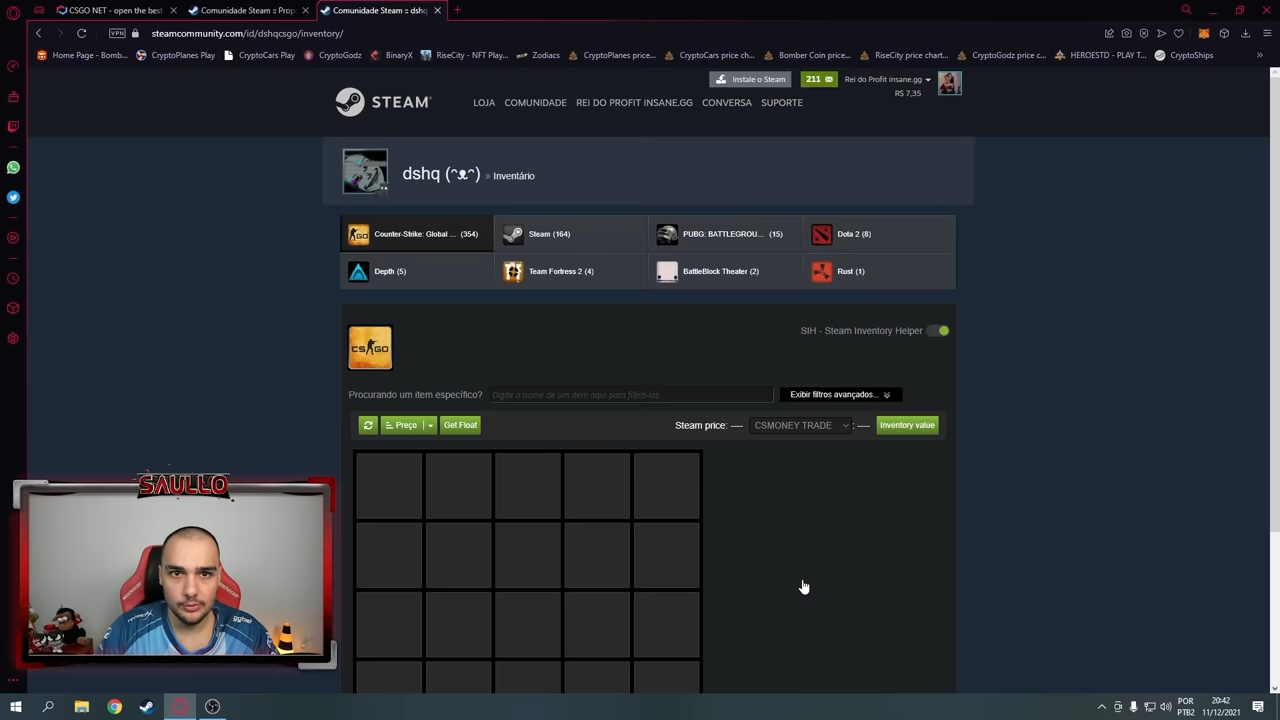 CSGO NET - open the best
Comunidade Steam :: Prop
Comunidade Steam :: dshq
VPN
steamcommunity.com/id/dshqcsgo/inventory/
Home Page - Bomb...
CryptoPlanes Play
CryptoCars Play
CryptoGodz
BinaryX
RiseCity - NFT Play...
Zodiacs
CryptoPlanes price...
CryptoCars price ch...
Bomber Coin price...
RiseCity price chart...
CryptoGodz price c...
HEROESTD - PLAY T...
CryptoShips
Instale o Steam
211
Rei do Profit insane.gg
R$ 7,35
STEAM
LOJA
COMUNIDADE
REI DO PROFIT INSANE.GG
CONVERSA
SUPORTE
dshq (ᵔᴥᵔ) » Inventário
Counter-Strike: Global ... (354)
Steam (164)
PUBG: BATTLEGROU... (15)
Dota 2 (8)
Depth (5)
Team Fortress 2 (4)
BattleBlock Theater (2)
Rust (1)
CS GO
SIH - Steam Inventory Helper
Procurando um item específico?
Digite o nome de um item aqui para filtrá-los
Exibir filtros avançados...
Preço
Get Float
Steam price: ----
CSMONEY TRADE
: ----
Inventory value
SAULLO
POR
PTB2
20:42
11/12/2021